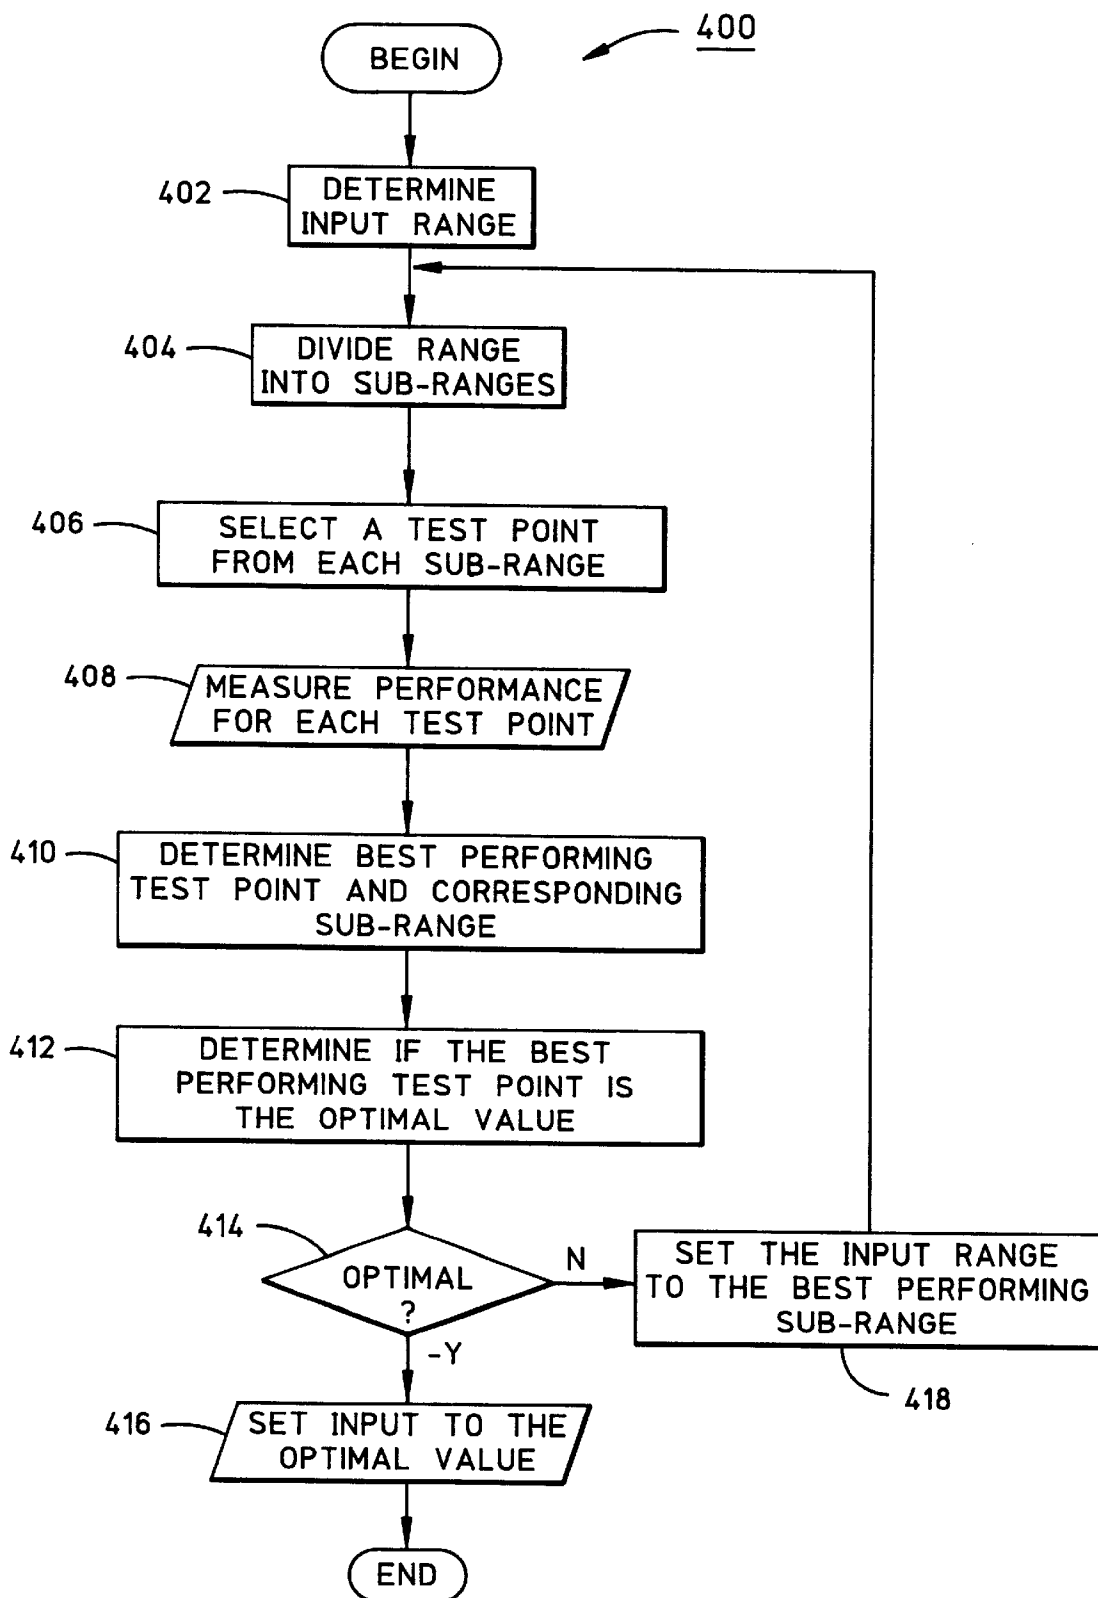 400
BEGIN
402
DETERMINE
INPUT RANGE
404
DIVIDE RANGE
INTO SUB-RANGES
406
SELECT A TEST POINT
FROM EACH SUB-RANGE
408
MEASURE PERFORMANCE
FOR EACH TEST POINT
410
DETERMINE BEST PERFORMING
TEST POINT AND CORRESPONDING
SUB-RANGE
412
DETERMINE IF THE BEST
PERFORMING TEST POINT IS
THE OPTIMAL VALUE
414
OPTIMAL
?
N
-Y
SET THE INPUT RANGE
TO THE BEST PERFORMING
SUB-RANGE
418
416
SET INPUT TO THE
OPTIMAL VALUE
END